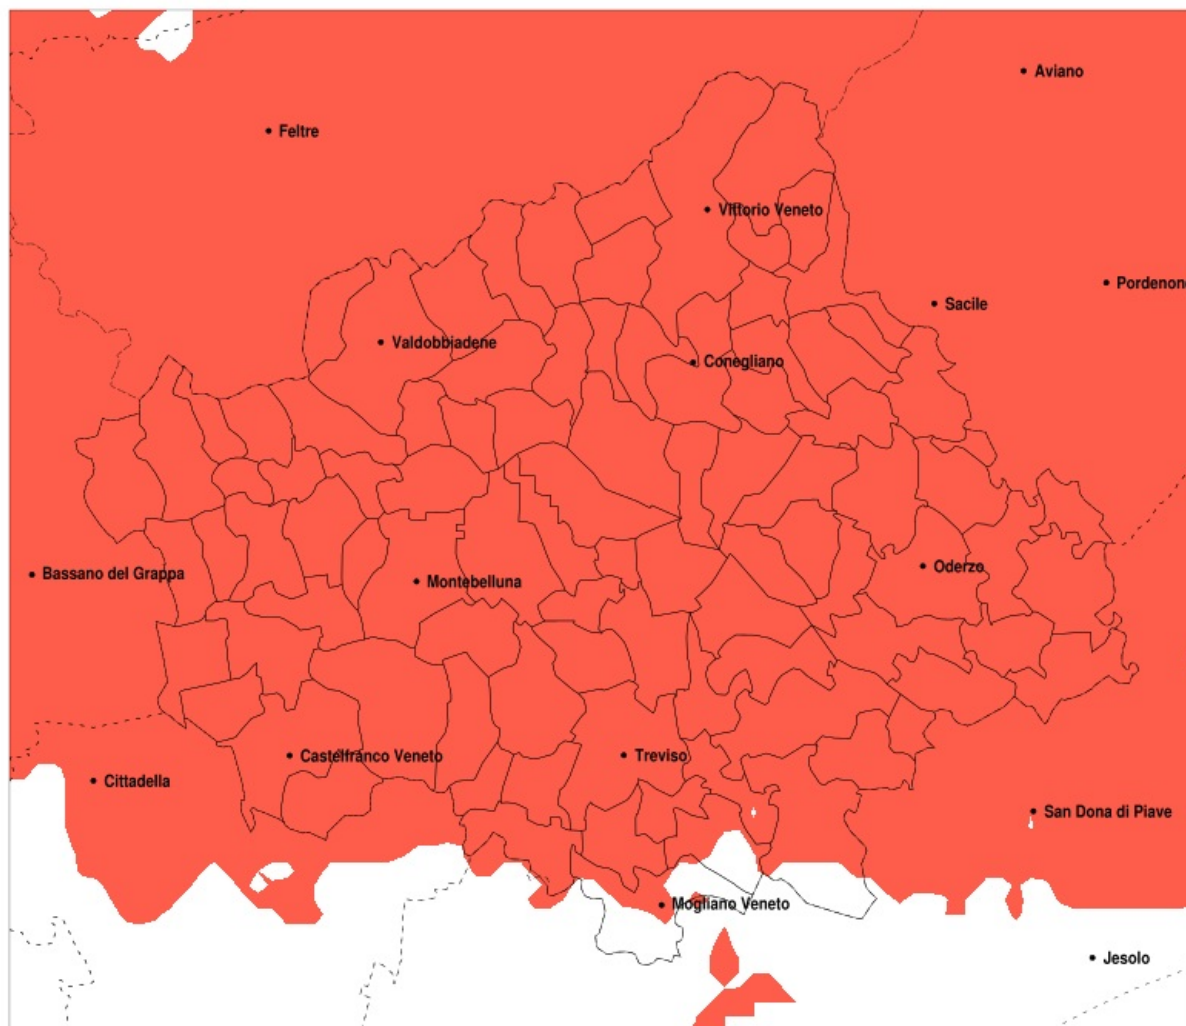 Aviano
Feltre
Vittorio Veneto
Pordenon
Sacile
Valdobbiadene
Conegliano
Bassano del Grappa
Oderzo
Montebelluna
Castelfranco Veneto
Treviso
Cittadella
San Dona di Piave
Mogliano Veneto
Jesolo